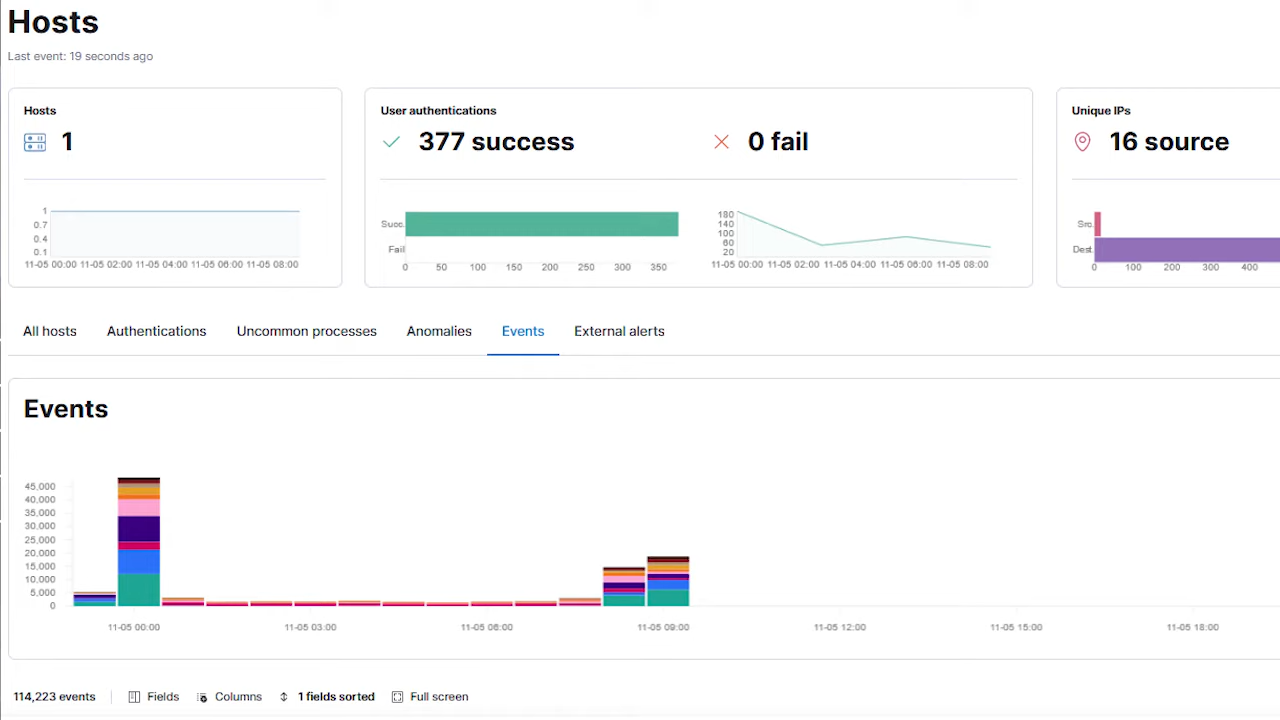 Hosts
Last event: 19 seconds ago
Hosts
1
1
0.7
0.4
0.1
11-05 00:00 11-05 02:00 11-05 04:00 11-05 06:00 11-05 08:00
User authentications
377 success
0 fail
Succ.
Fail
0 50 100 150 200 250 300 350
180
140
100
60
20
11-05 00:00 11-05 02:00 11-05 04:00 11-05 06:00 11-05 08:00
Unique IPs
16 source
Src.
Dest.
0 100 200 300 400
All hosts Authentications Uncommon processes Anomalies Events External alerts
Events
45,000
40,000
35,000
30,000
25,000
20,000
15,000
10,000
5,000
0
11-05 00:00 11-05 03:00 11-05 06:00 11-05 09:00 11-05 12:00 11-05 15:00 11-05 18:00
114,223 events Fields Columns 1 fields sorted Full screen